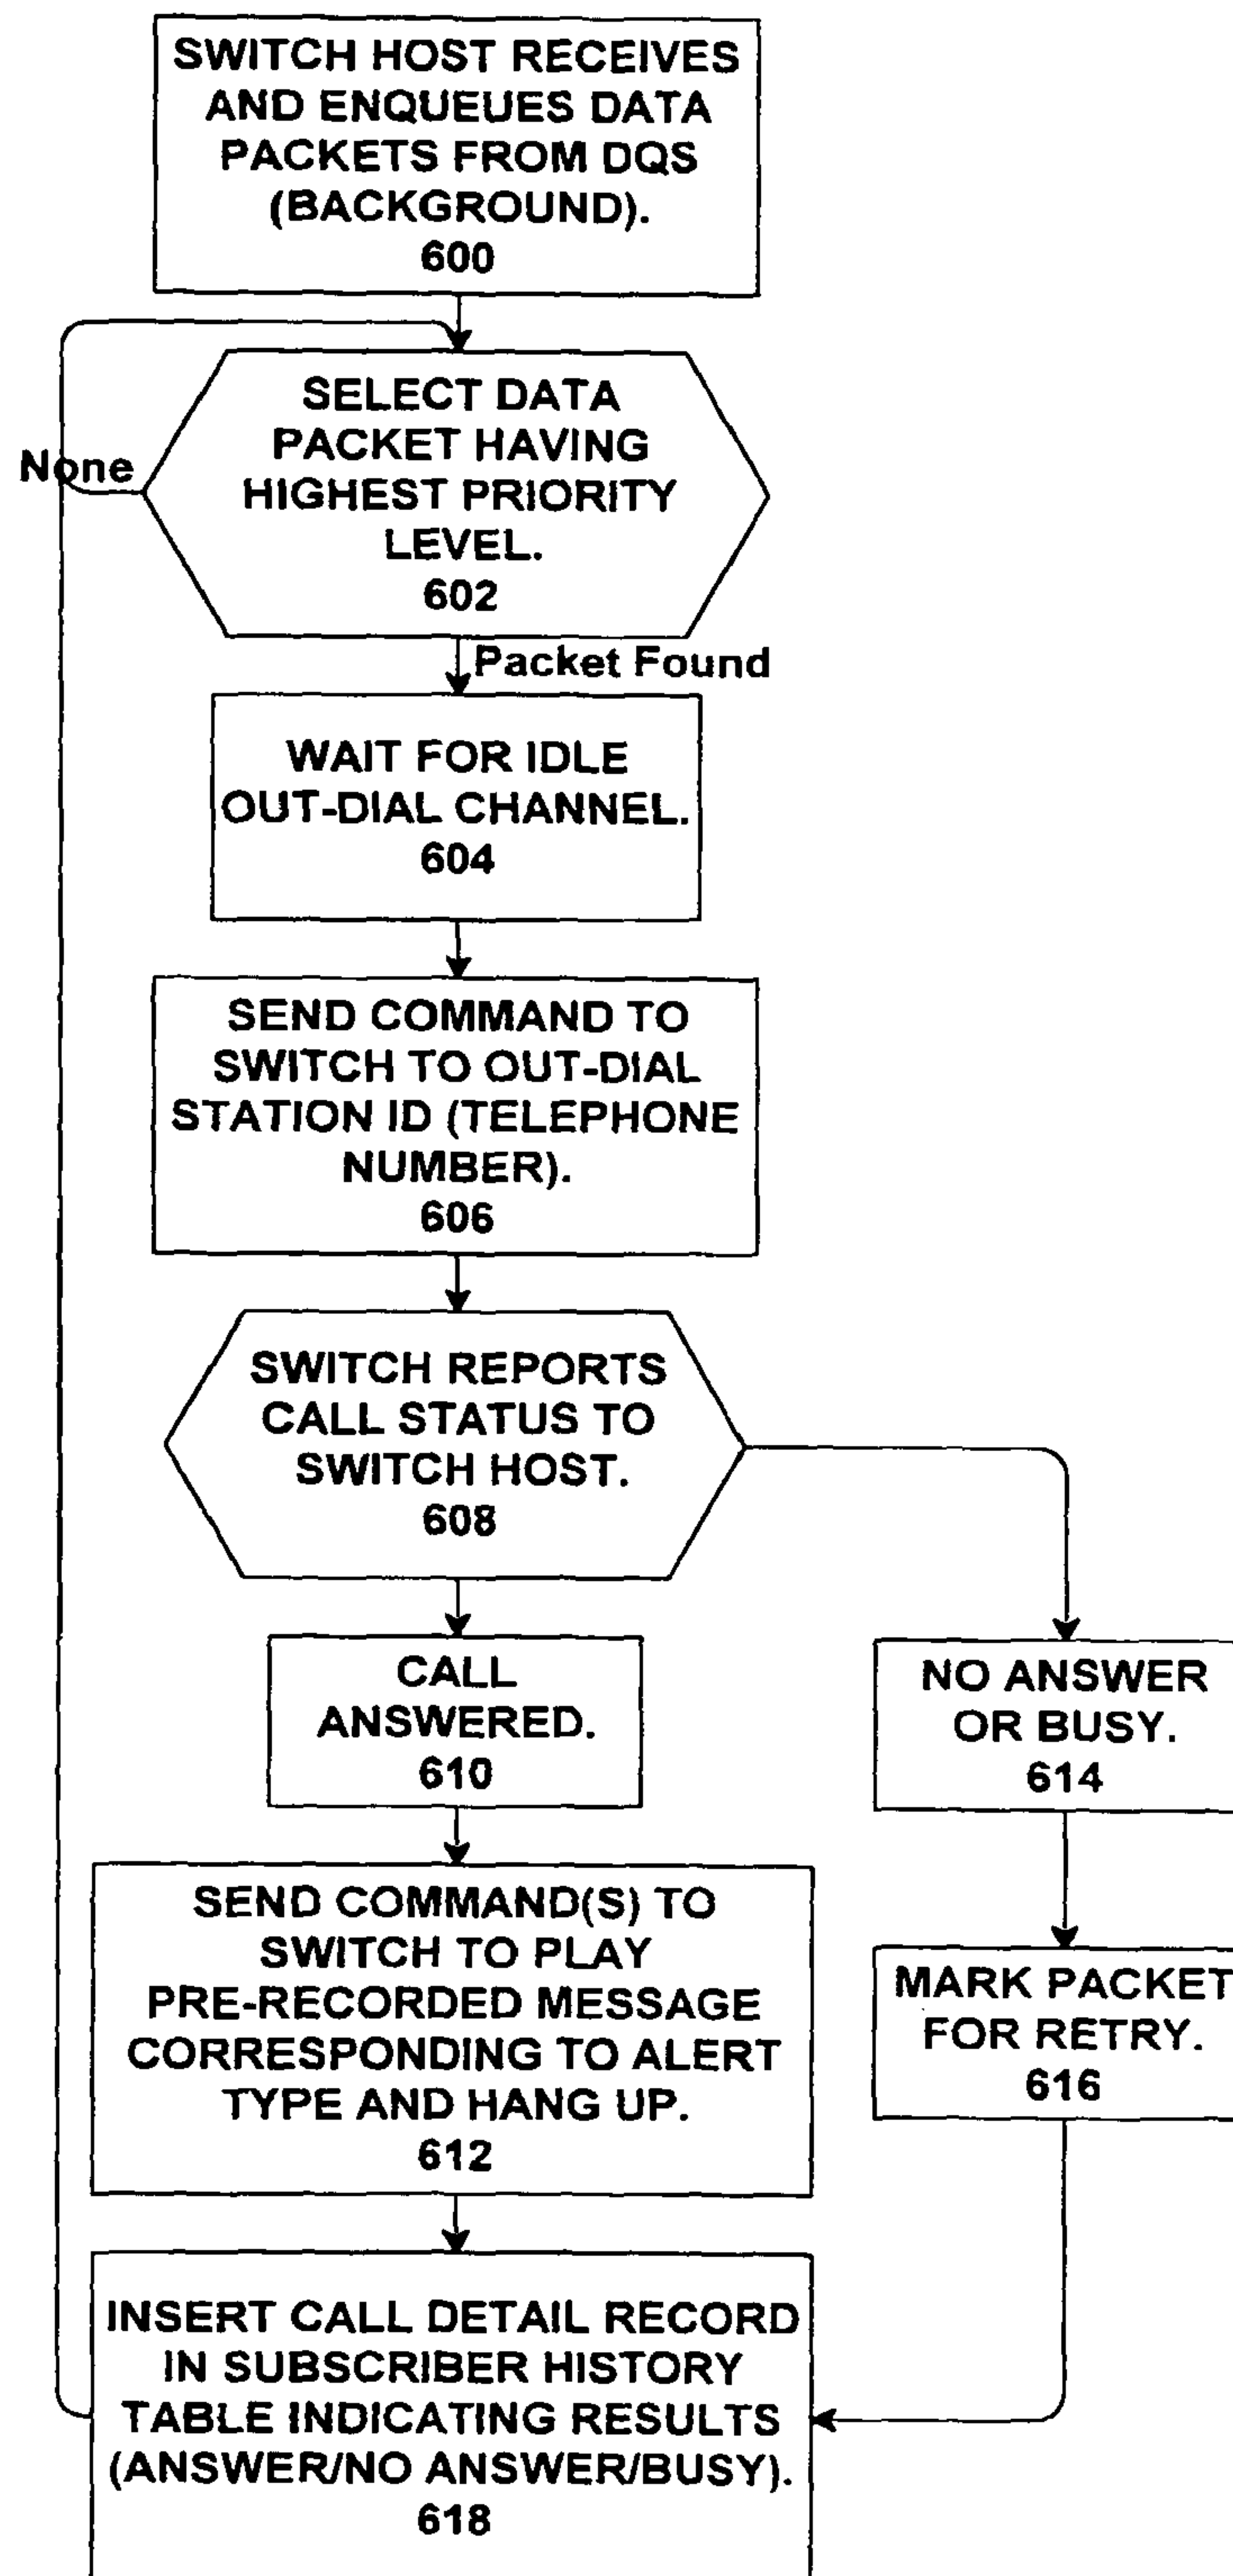 SWITCH HOST RECEIVES
AND ENQUEUES DATA
PACKETS FROM DQS
(BACKGROUND).
600
SELECT DATA
PACKET HAVING
HIGHEST PRIORITY
LEVEL.
602
None
Packet Found
WAIT FOR IDLE
OUT-DIAL CHANNEL.
604
SEND COMMAND TO
SWITCH TO OUT-DIAL
STATION ID (TELEPHONE
NUMBER).
606
SWITCH REPORTS
CALL STATUS TO
SWITCH HOST.
608
CALL
ANSWERED.
610
NO ANSWER
OR BUSY.
614
SEND COMMAND(S) TO
SWITCH TO PLAY
PRE-RECORDED MESSAGE
CORRESPONDING TO ALERT
TYPE AND HANG UP.
612
MARK PACKET
FOR RETRY.
616
INSERT CALL DETAIL RECORD
IN SUBSCRIBER HISTORY
TABLE INDICATING RESULTS
(ANSWER/NO ANSWER/BUSY).
618